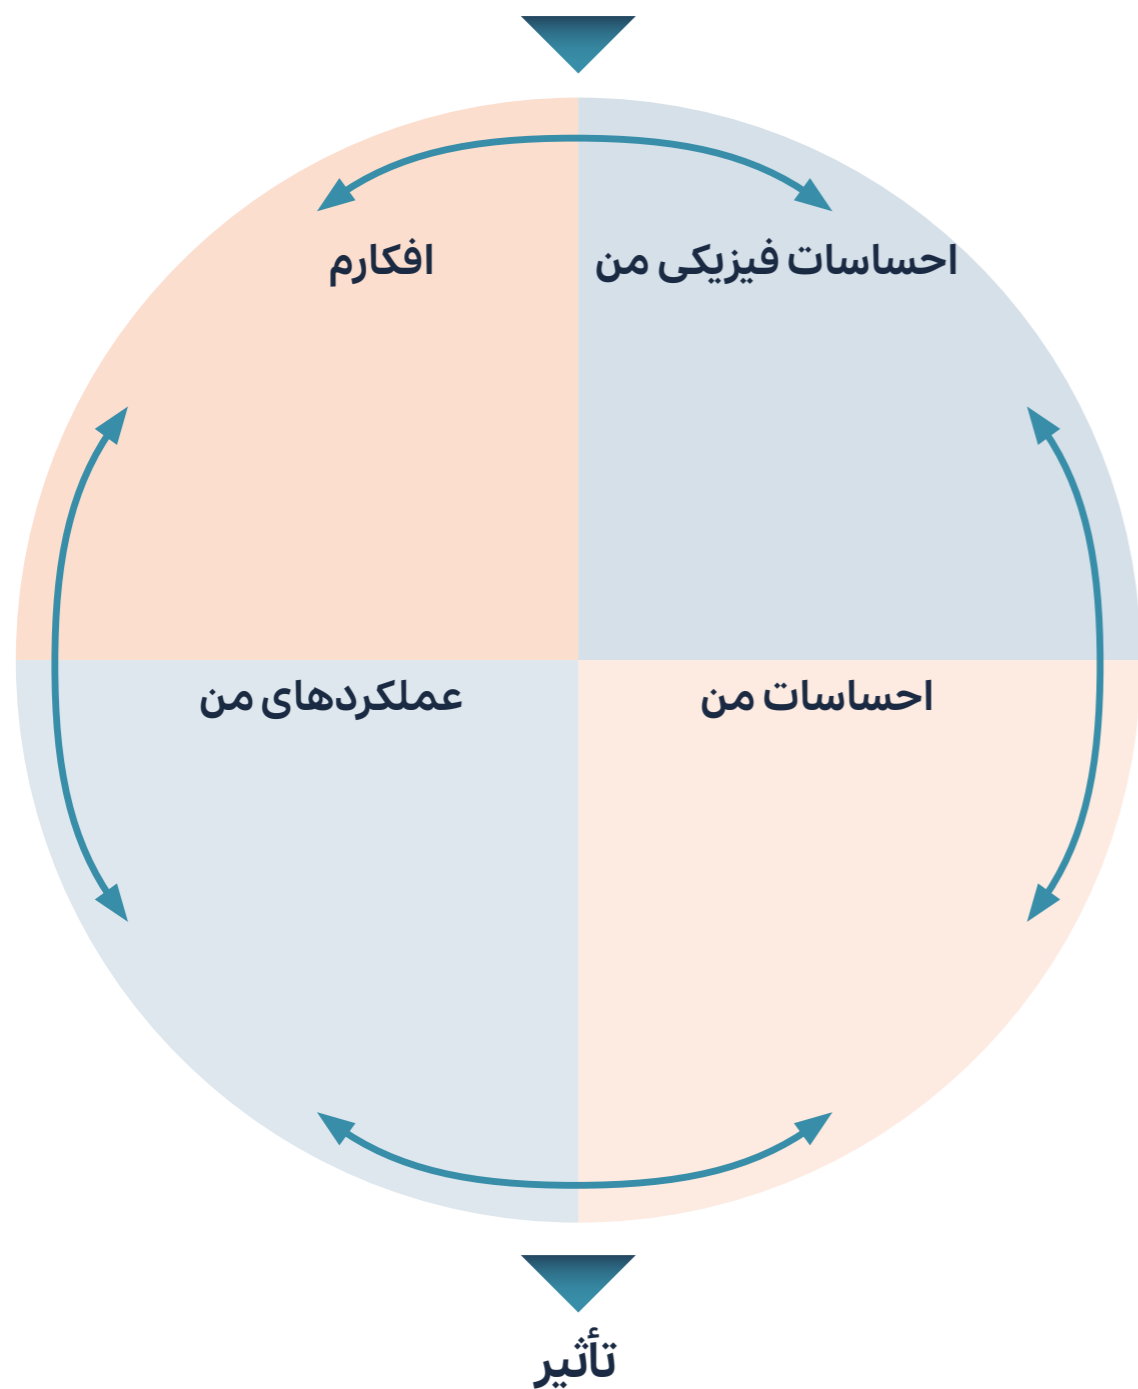 احساسات فیزیکی من
افکارم
احساسات من
عملکردهای من
تأثیر